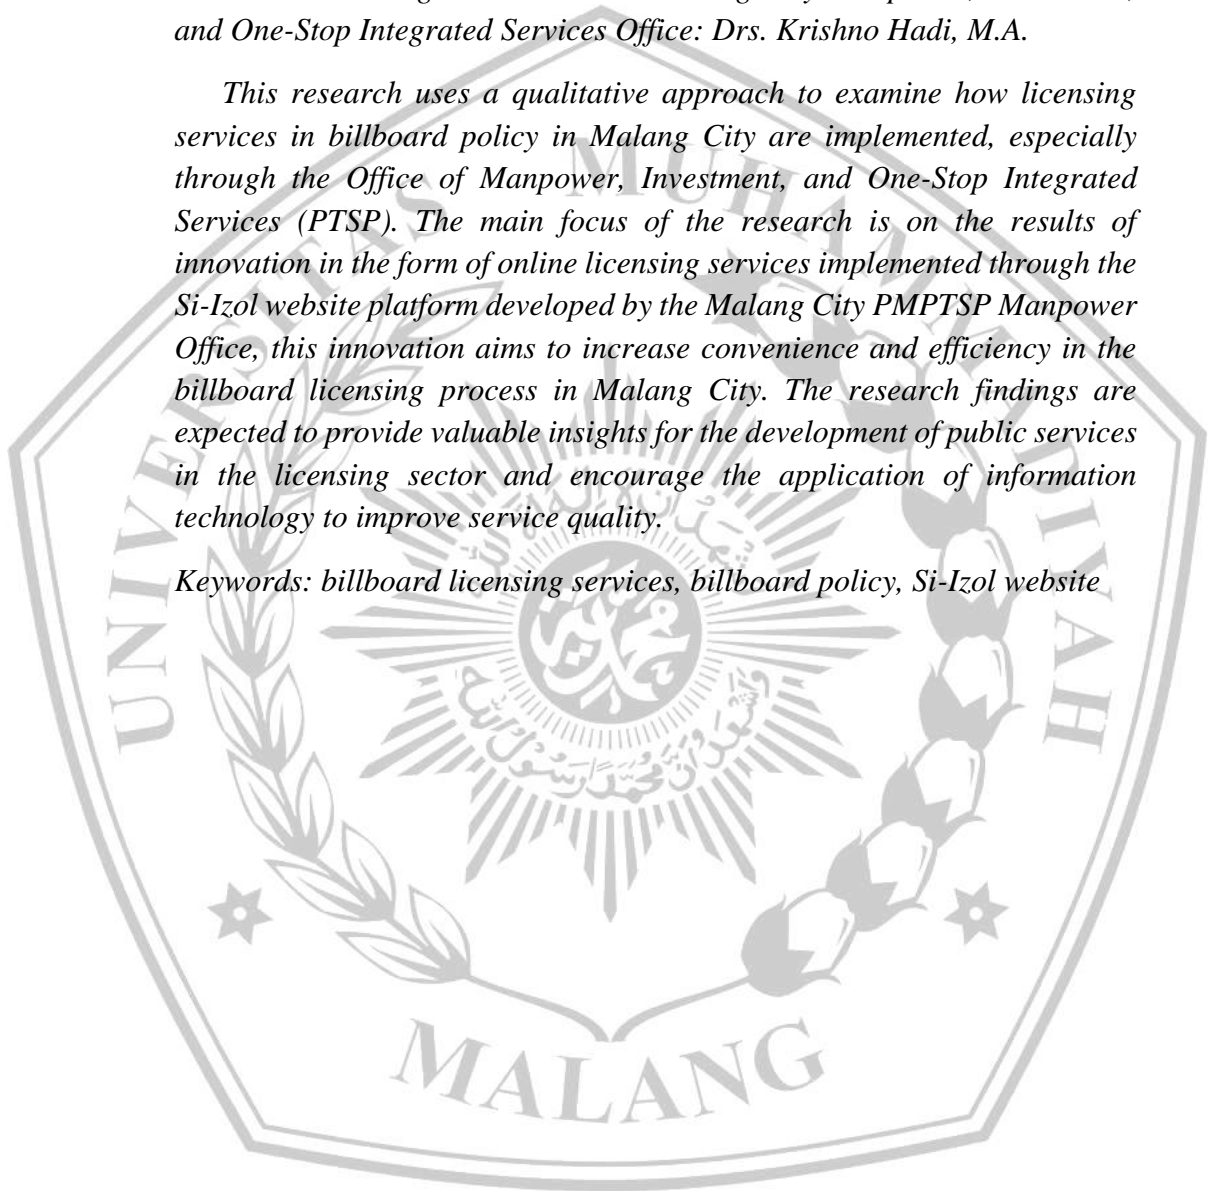 and One-Stop Integrated Services Office: Drs. Krishno Hadi, M.A.
This research uses a qualitative approach to examine how licensing
services in billboard policy in Malang City are implemented, especially
through the Office of Manpower, Investment, and One-Stop Integrated
Services (PTSP). The main focus of the research is on the results of
innovation in the form of online licensing services implemented through the
Si-Izol website platform developed by the Malang City PMPTSP Manpower
Office, this innovation aims to increase convenience and efficiency in the
billboard licensing process in Malang City. The research findings are
expected to provide valuable insights for the development of public services
in the licensing sector and encourage the application of information
technology to improve service quality.
Keywords: billboard licensing services, billboard policy, Si-Izol website
UNIVERSITAS MUHAMMADIYAH
MALANG